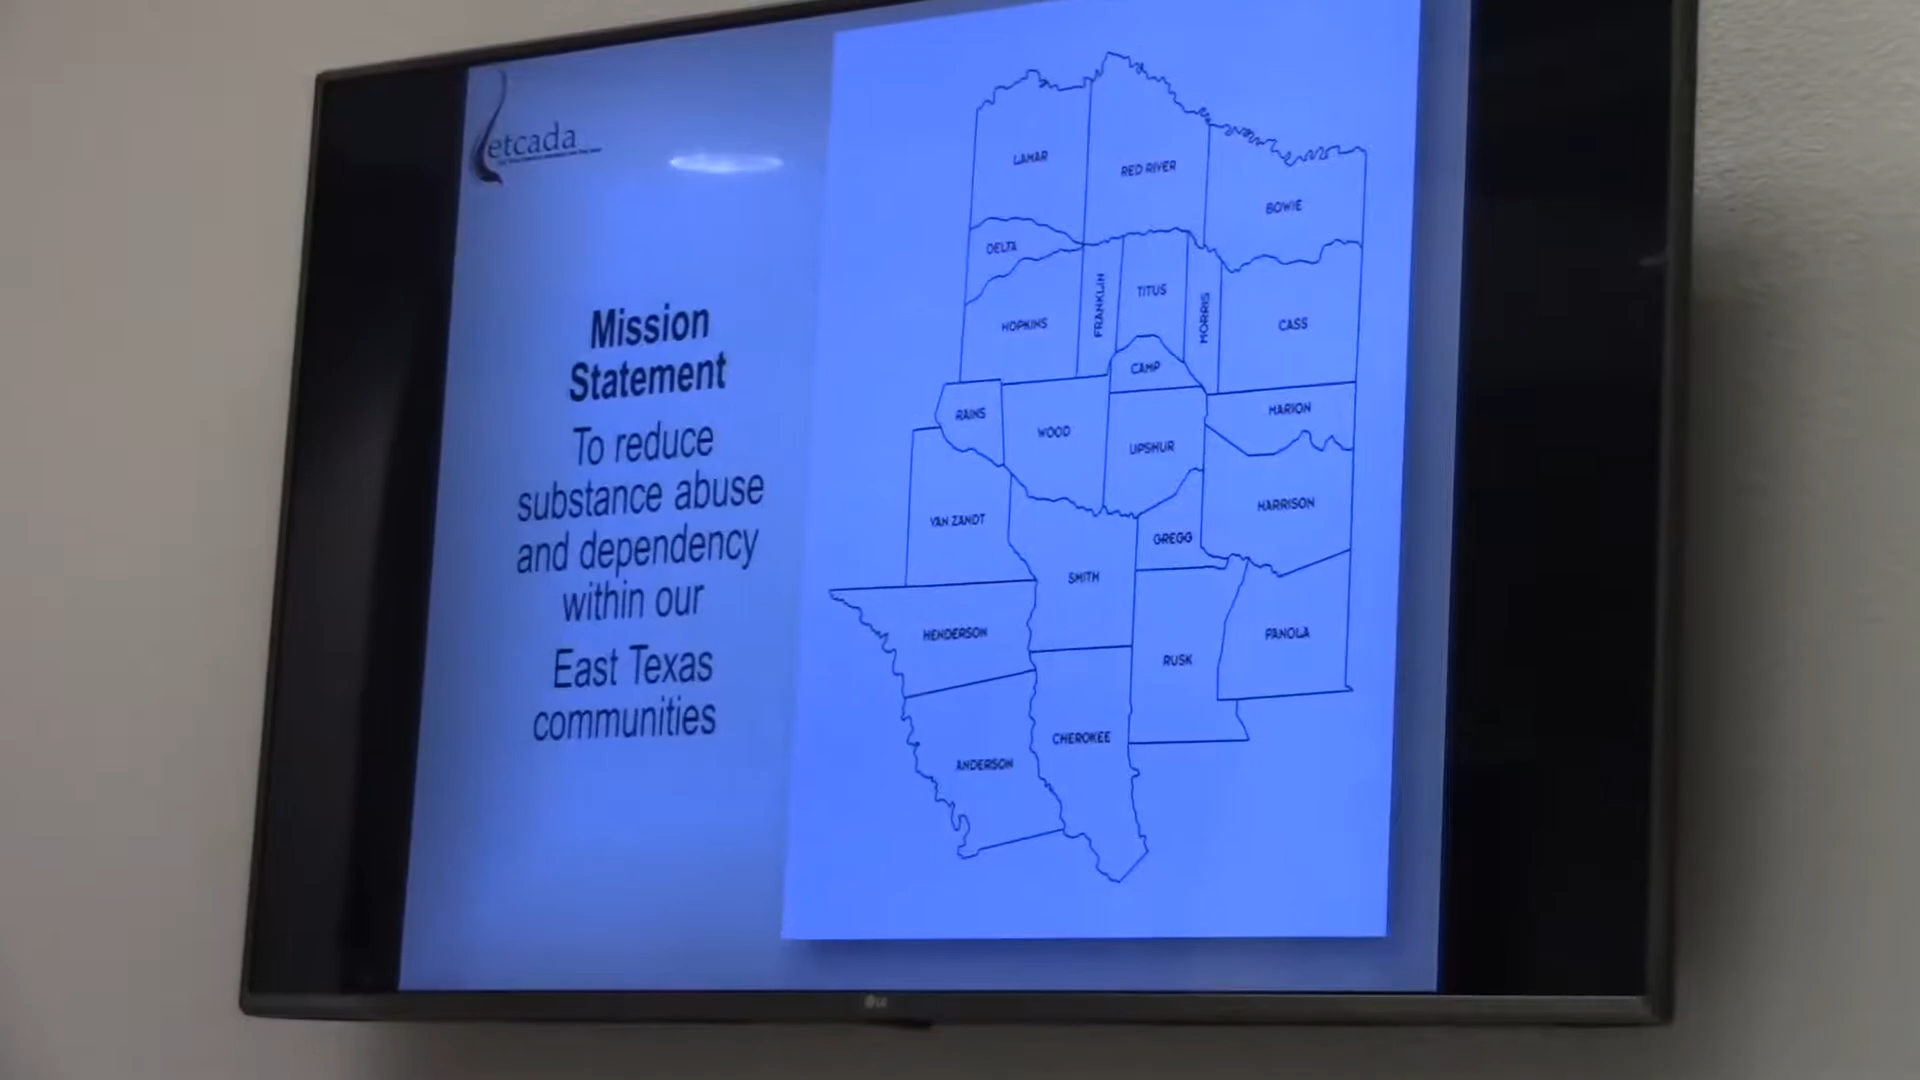 etcada
Mission
Statement
To reduce
substance abuse
and dependency
within our
East Texas
communities
LAMAR
RED RIVER
BOWIE
DELTA
HOPKINS
FRANKLIN
TITUS
MORRIS
CASS
CAMP
RAINS
WOOD
UPSHUR
MARION
HARRISON
VAN ZANDT
SMITH
GREGG
HENDERSON
RUSK
PANOLA
ANDERSON
CHEROKEE
LG